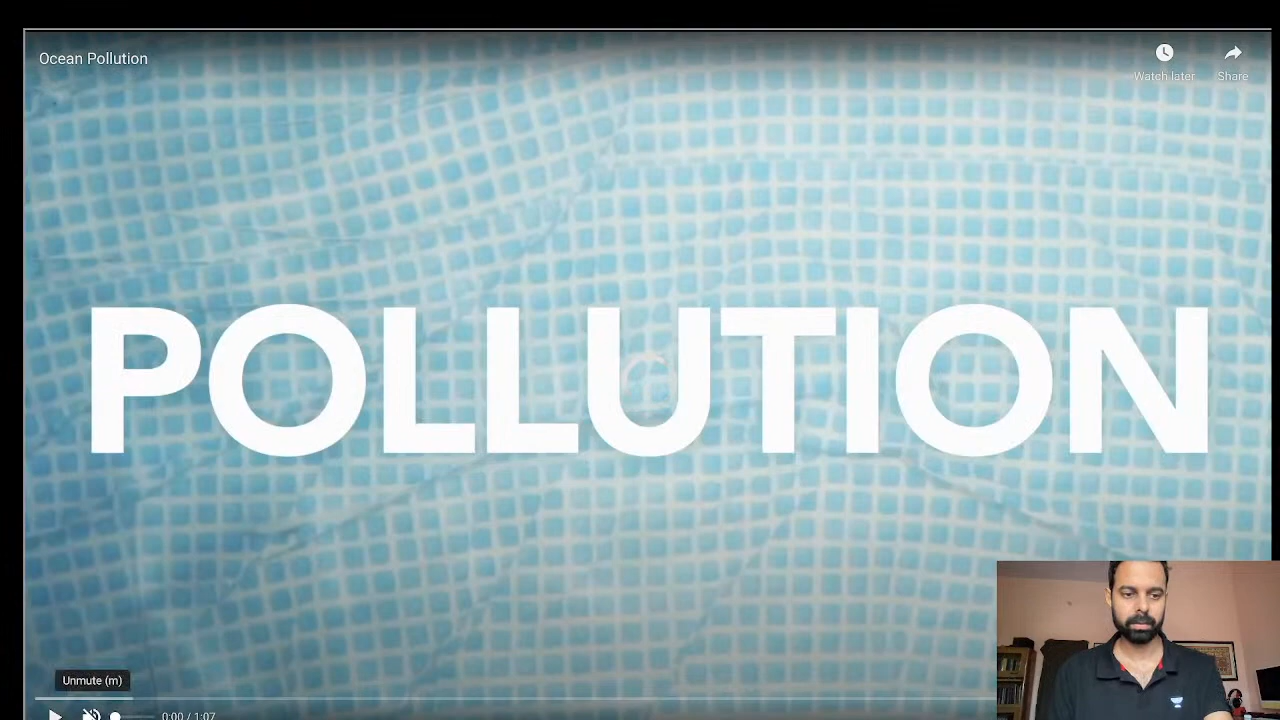 Ocean Pollution
Watch later
Share
POLLUTION
Unmute (m)
0:00 / 1:07